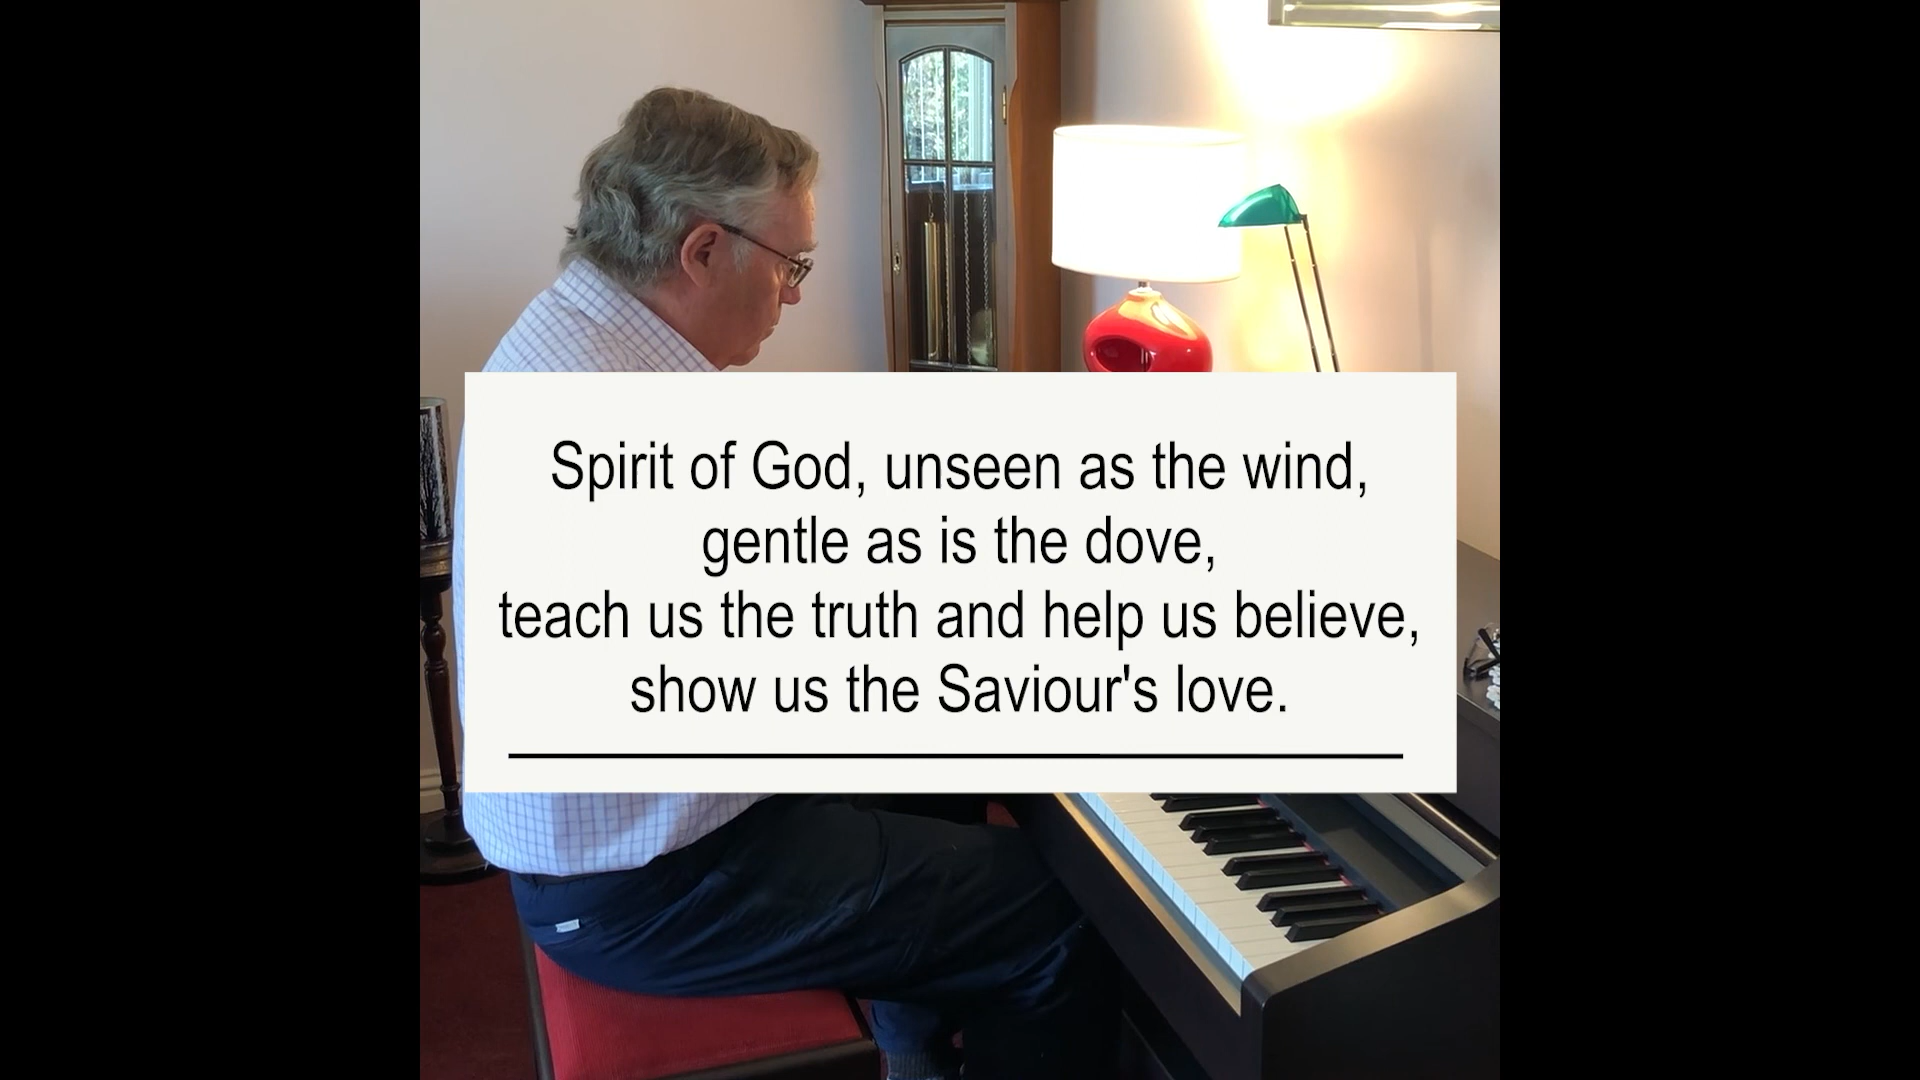 Spirit of God, unseen as the wind,
gentle as is the dove,
teach us the truth and help us believe,
show us the Saviour's love.